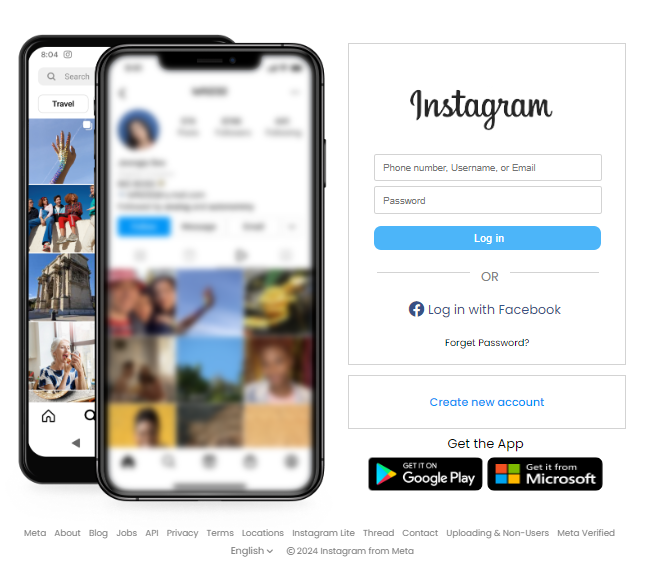 8:04
Search
Travel
Instagram
Phone number, Username, or Email
Password
Log in
OR
Log in with Facebook
Forget Password?
Create new account
Get the App
GET IT ON
Google Play
Get it from
Microsoft
Meta About Blog Jobs API Privacy Terms Locations Instagram Lite Thread Contact Uploading & Non-Users Meta Verified
English © 2024 Instagram from Meta